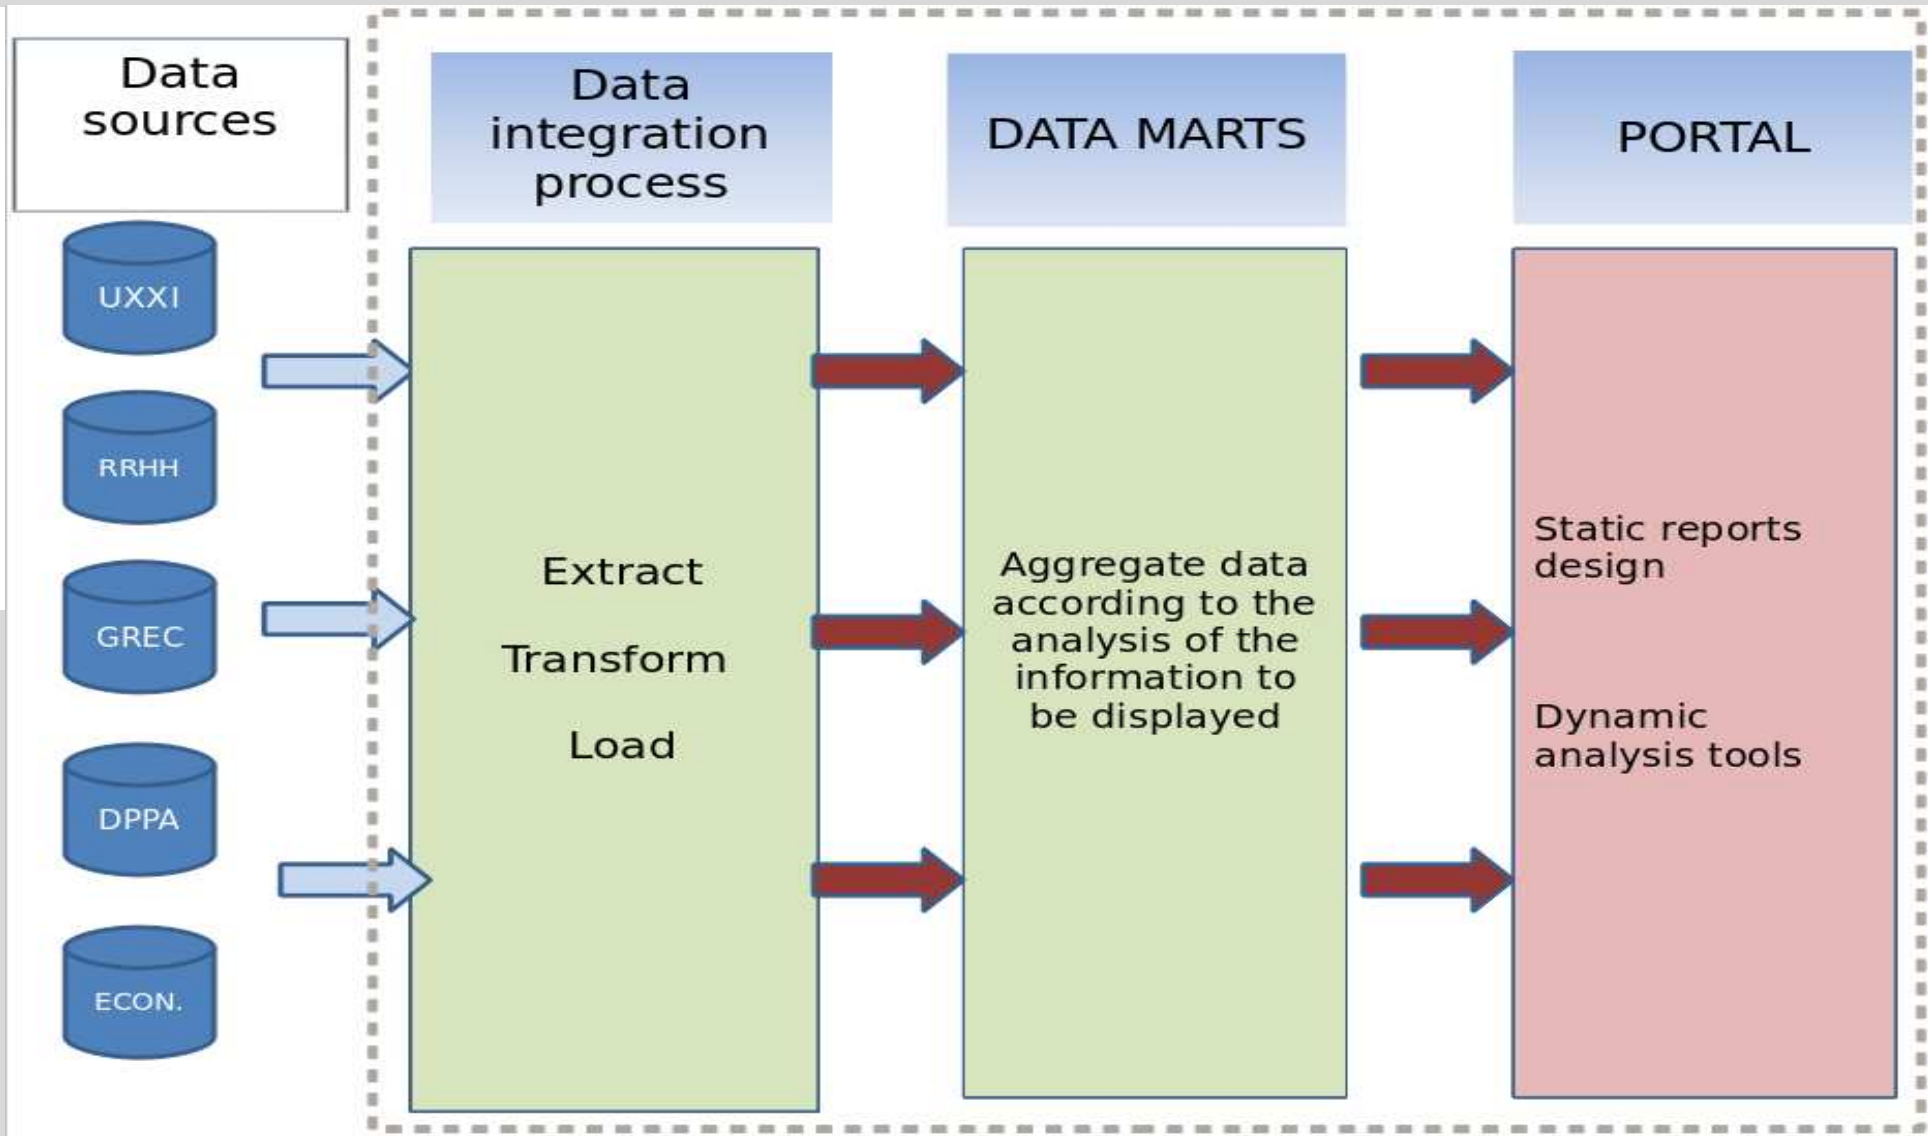 Data
sources
Data
integration
process
DATA MARTS
PORTAL
UXXI
RRHH
GREC
DPPA
ECON.
Extract
Transform
Load
Aggregate data
according to the
analysis of the
information to
be displayed
Static reports
design
Dynamic
analysis tools